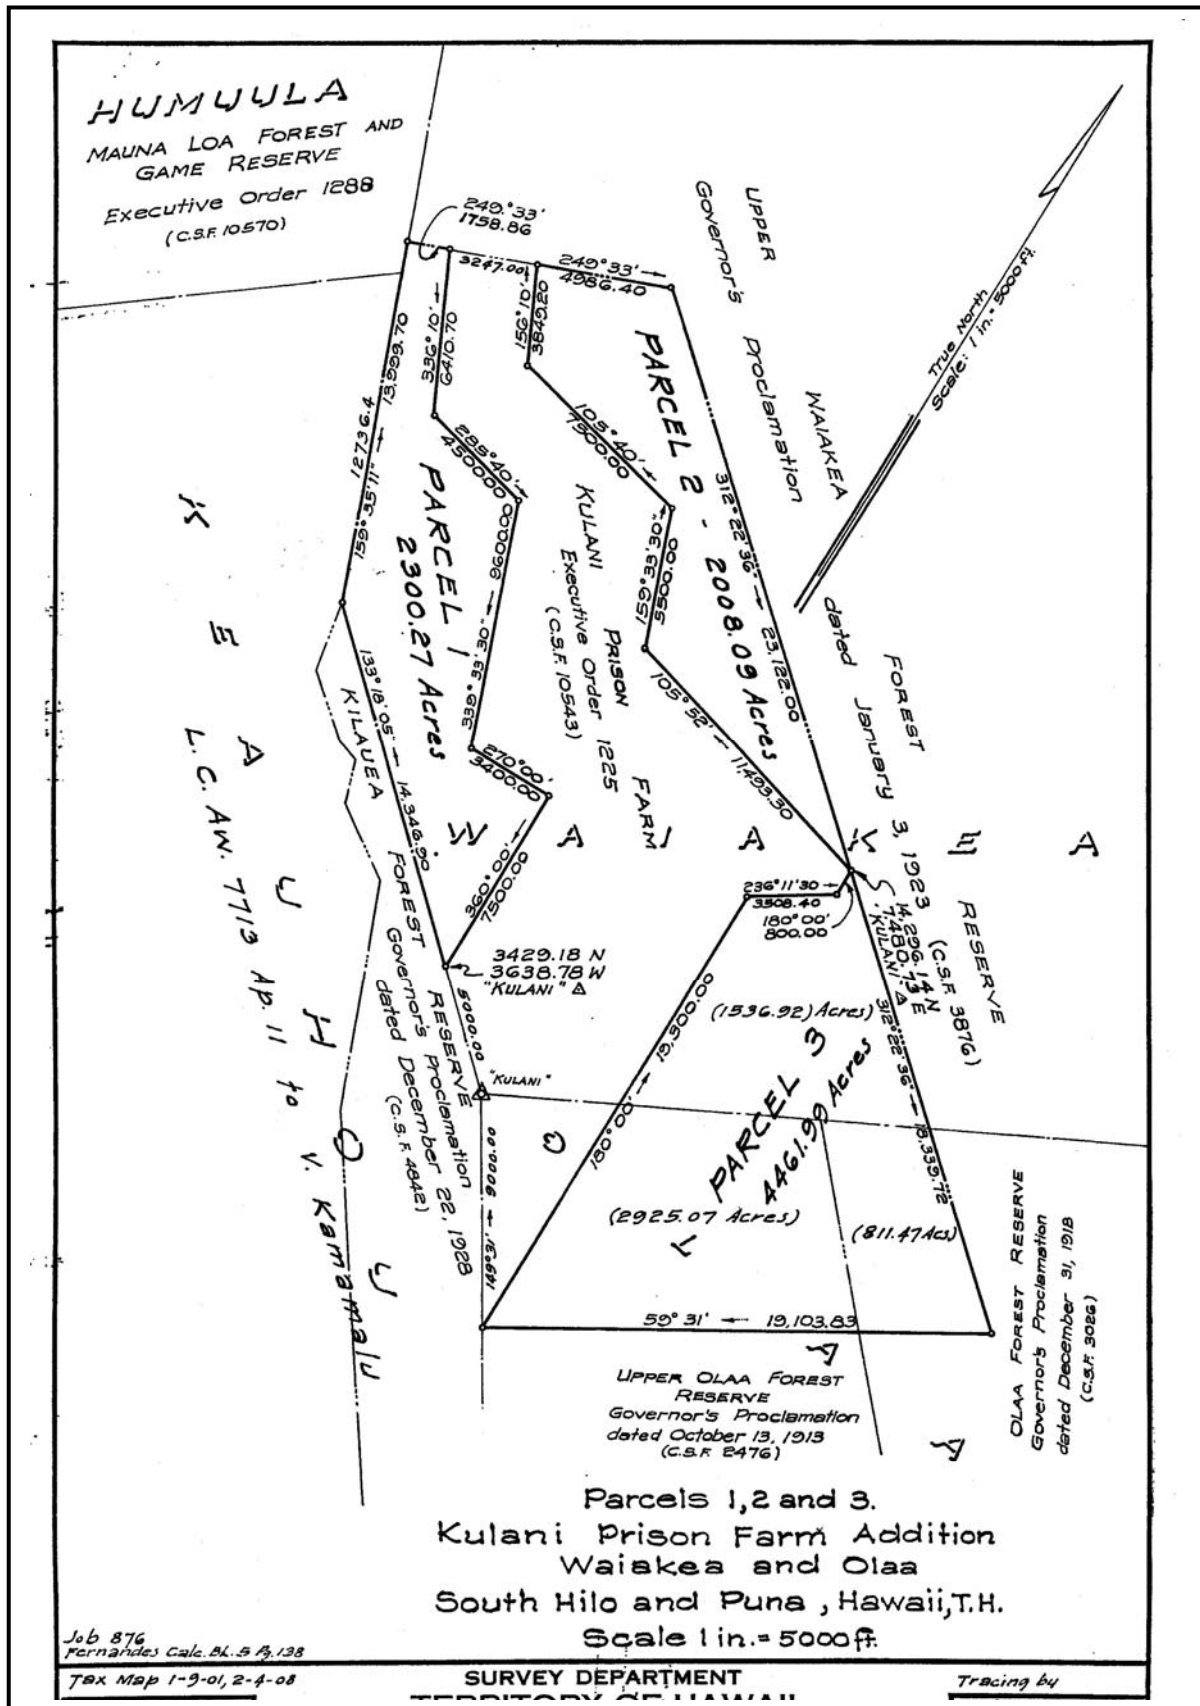 HUMUULA
MAUNA LOA FOREST AND
GAME RESERVE
Executive Order 1288
(C.S.F. 10570)
249°33'
1758.86
3247.00
249°33'
4986.40
156°10'
3849.20
336°10'
6410.70
285°40'
4500.00
105°40'
7900.00
159°33'30"
5500.00
105°52'
11,493.30
339°33'30"
9600.00
270°00'
3400.00
360°00'
7500.00
12736.4
13,999.70
159°35'11"
133°18'05"
14,346.90
5000.00
PARCEL 1
2300.27 Acres
PARCEL 2 - 2008.09 Acres
KULANI PRISON FARM
Executive Order 1225
(C.S.F. 10543)
312°22'36"
23,122.00
UPPER WAIAKEA FOREST RESERVE
Governor's Proclamation
dated January 3, 1923
(C.S.F. 3876)
True North
Scale: 1 in. = 5000 ft.
KEAUHOU
L. C. AW. 7713 Ap. 11 to V. Kamamalu
KILAUEA FOREST RESERVE
Governor's Proclamation
dated December 22, 1928
(C.S.F. 4842)
WAIAKEA
236°11'30"
3508.40
180°00'
800.00
14,296.14 N
7,480.73 E
"KULANI" △
3429.18 N
3638.78 W
"KULANI" △
"KULANI"
149°31'
9000.00
180°00'
19,300.00
312°22'36"
18,339.72
(1536.92) Acres)
PARCEL 3
4461.99 Acres
(2925.07 Acres)
(811.47 Acs)
OLAA
59°31'
19,103.83
UPPER OLAA FOREST
RESERVE
Governor's Proclamation
dated October 13, 1913
(C.S.F. 2476)
OLAA FOREST RESERVE
Governor's Proclamation
dated December 31, 1918
(C.S.F. 3026)
Parcels 1,2 and 3.
Kulani Prison Farm Addition
Waiakea and Olaa
South Hilo and Puna, Hawaii, T.H.
Scale 1 in. = 5000 ft.
Job 876
Fernandes Calc. Bk. 5 Pg. 138
Tax Map 1-9-01, 2-4-08
SURVEY DEPARTMENT
TERRITORY OF HAWAII
Tracing by